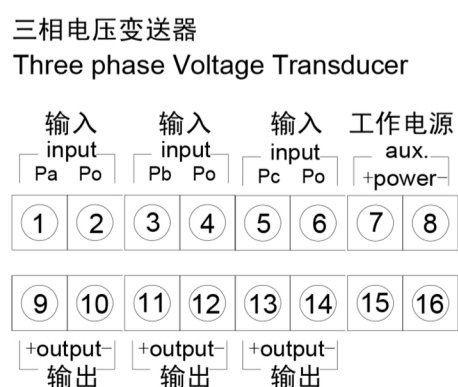 三相电压变送器
Three phase Voltage Transducer
输入 输入 输入 工作电源
input input input aux.
Pa Po Pb Po Pc Po +power-
1 2 3 4 5 6 7 8
9 10 11 12 13 14 15 16
+output- +output- +output-
输出 输出 输出